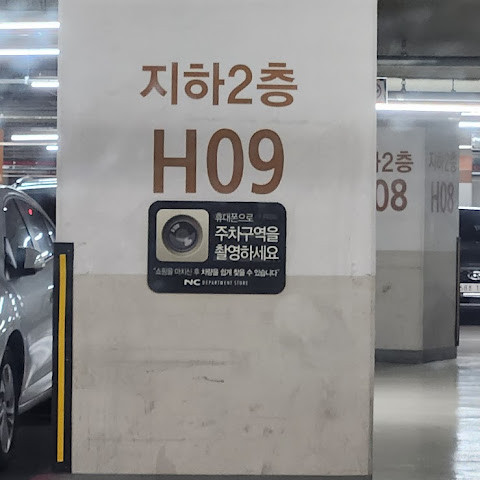 지하2층
H09
휴대폰으로
주차구역을
촬영하세요
"쇼핑을 마치신 후 차량을 쉽게 찾을 수 있습니다"
NC DEPARTMENT STORE
하2층
08
지하2층
H08